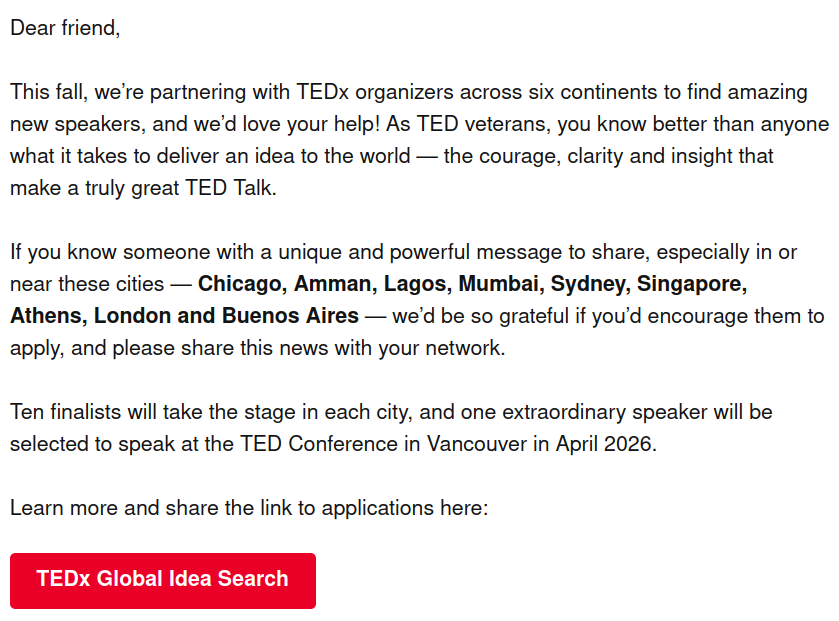 Dear friend,
This fall, we’re partnering with TEDx organizers across six continents to find amazing
new speakers, and we’d love your help! As TED veterans, you know better than anyone
what it takes to deliver an idea to the world — the courage, clarity and insight that
make a truly great TED Talk.
If you know someone with a unique and powerful message to share, especially in or
near these cities — Chicago, Amman, Lagos, Mumbai, Sydney, Singapore,
Athens, London and Buenos Aires — we’d be so grateful if you’d encourage them to
apply, and please share this news with your network.
Ten finalists will take the stage in each city, and one extraordinary speaker will be
selected to speak at the TED Conference in Vancouver in April 2026.
Learn more and share the link to applications here:
TEDx Global Idea Search